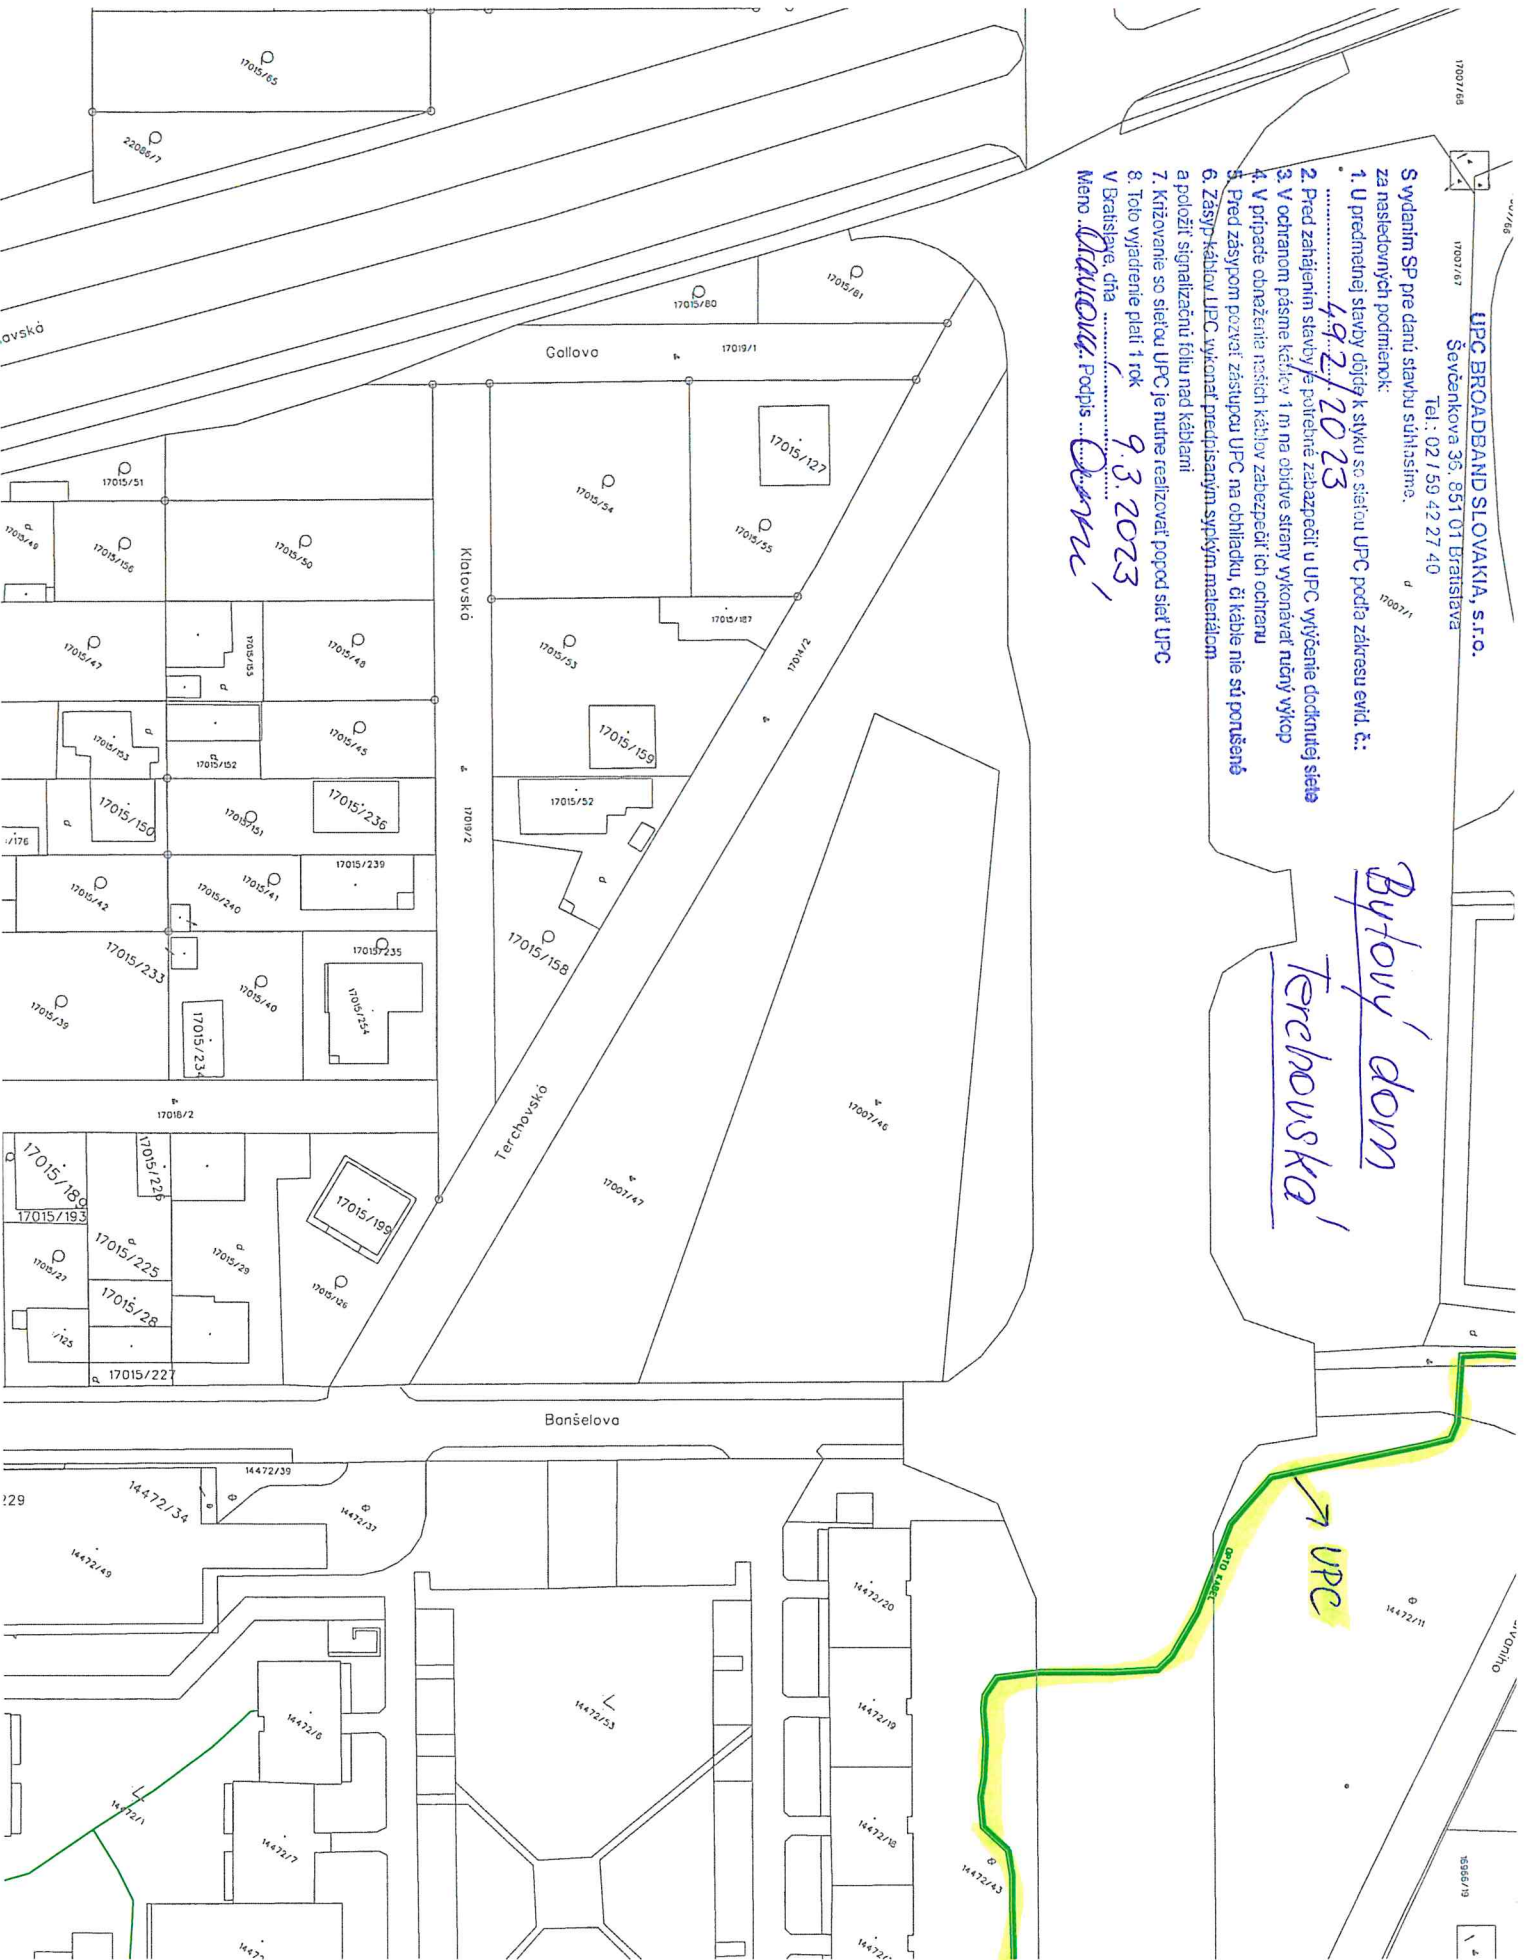 UPC BROADBAND SLOVAKIA, s.r.o.
Ševčenkova 36, 851 01 Bratislava
Tel.: 02 / 59 42 27 40
S vydaním SP pre danú stavbu súhlasíme.
za nasledovných podmienok:
1. U predmetnej stavby dôjde k styku so sieťou UPC podľa zákresu evid. č.:
492/2023
2. Pred zahájením stavby je potrebné zabezpečiť u UPC vytýčenie dotknutej siete
3. V ochranom pásme káblov 1 m na obidve strany vykonávať ručný výkop
4. V prípade obnaženia našich káblov zabezpečiť ich ochranu
5. Pred zásypom pozvať zástupcu UPC na obhliadku, či káble nie sú porušené
6. Zásyp káblov UPC vykonať predpísaným sypkým materiálom
a položiť signalizačnú fóliu nad káblami
7. Križovanie so sieťou UPC je nutné realizovať popod sieť UPC
8. Toto vyjadrenie platí 1 rok
V Bratislave, dňa 9.3.2023
Meno Podpis
Bytový dom
Terchovská
UPC
OPTO KABEL
17007/68
17007/67
17007/1
17015/65
22086/7
avská
17015/81
17015/80
Gallova
17019/1
17015/127
17015/54
17015/55
17015/51
17015/49
17015/156
17015/50
Klatovská
17015/187
17015/53
17014/2
17015/47
17015/155
17015/48
17015/153
17015/152
17015/45
17015/159
17015/52
17019/2
17015/150
17015/151
17015/236
/176
17015/239
17015/42
17015/240
17015/41
17015/158
17015/233
17015/235
17015/39
17015/40
17015/254
17015/234
17018/2
Terchovská
17007/46
17007/47
17015/189
17015/226
17015/193
17015/199
17015/27
17015/225
17015/29
17015/126
17015/28
/125
17015/227
Banšelova
14472/39
229
14472/34
14472/37
14472/49
14472/20
14472/11
14472/6
14472/53
14472/19
14472/1
14472/7
14472/18
14472/43
16966/19